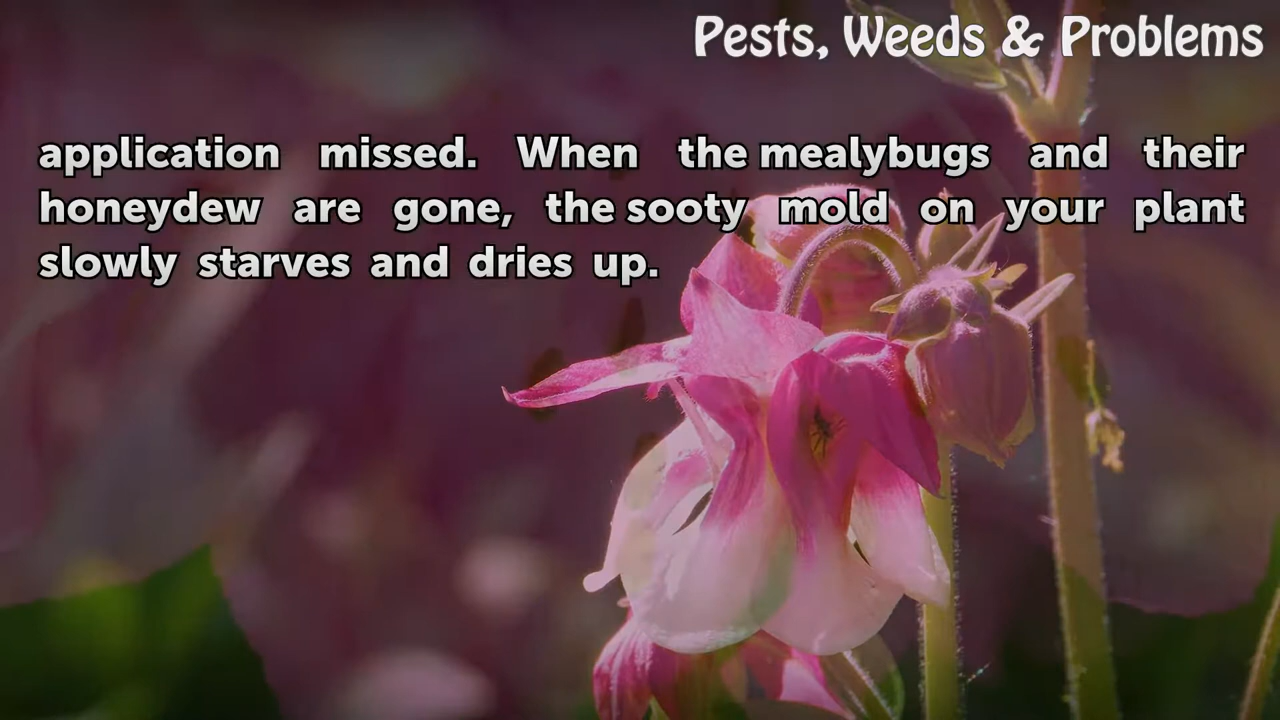 Pests, Weeds & Problems
application missed. When the mealybugs and their
honeydew are gone, the sooty mold on your plant
slowly starves and dries up.